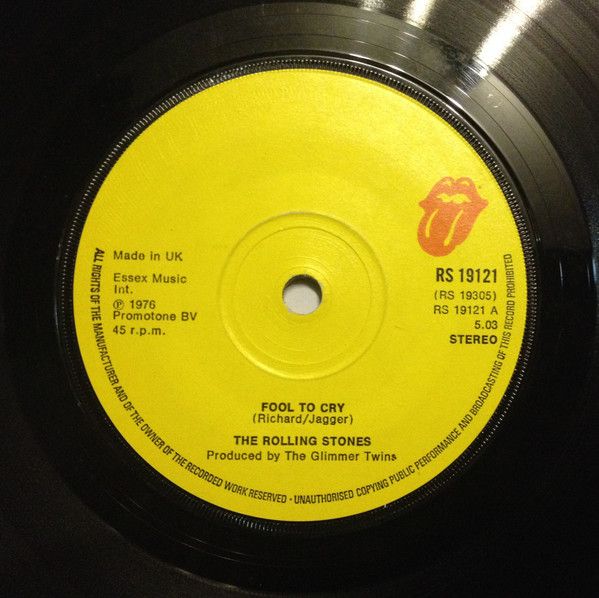 Made in UK
Essex Music
Int.
℗ 1976
Promotone BV
45 r.p.m.
RS 19121
(RS 19305)
RS 19121 A
5.03
STEREO
FOOL TO CRY
(Richard/Jagger)
THE ROLLING STONES
Produced by The Glimmer Twins
ALL RIGHTS OF THE MANUFACTURER AND OF THE OWNER OF THE RECORDED WORK RESERVED - UNAUTHORISED COPYING PUBLIC PERFORMANCE AND BROADCASTING OF THIS RECORD PROHIBITED